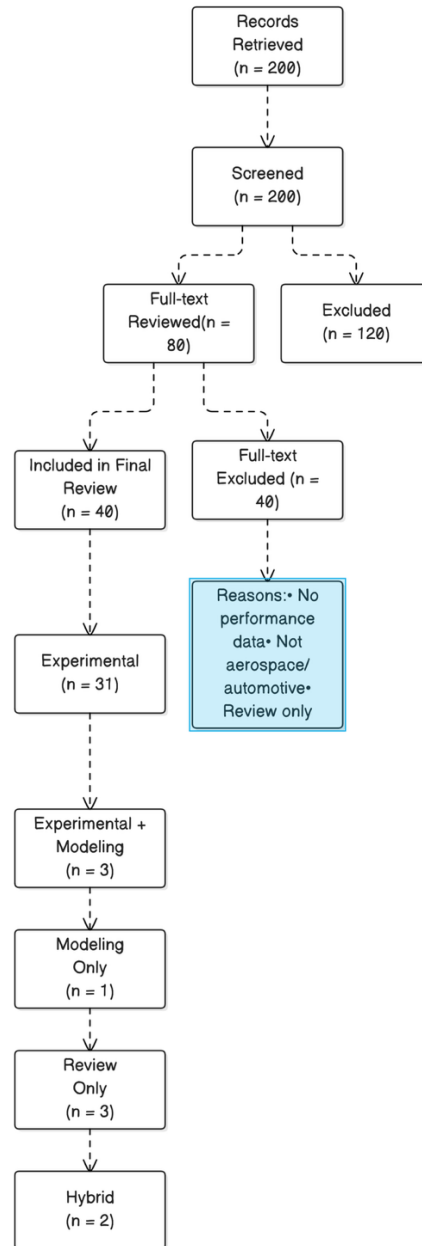 Records
Retrieved
(n = 200)
Screened
(n = 200)
Full-text
Reviewed(n =
80)
Excluded
(n = 120)
Included in Final
Review
(n = 40)
Full-text
Excluded (n =
40)
Reasons:• No
performance
data• Not
aerospace/
automotive•
Review only
Experimental
(n = 31)
Experimental +
Modeling
(n = 3)
Modeling
Only
(n = 1)
Review
Only
(n = 3)
Hybrid
(n = 2)